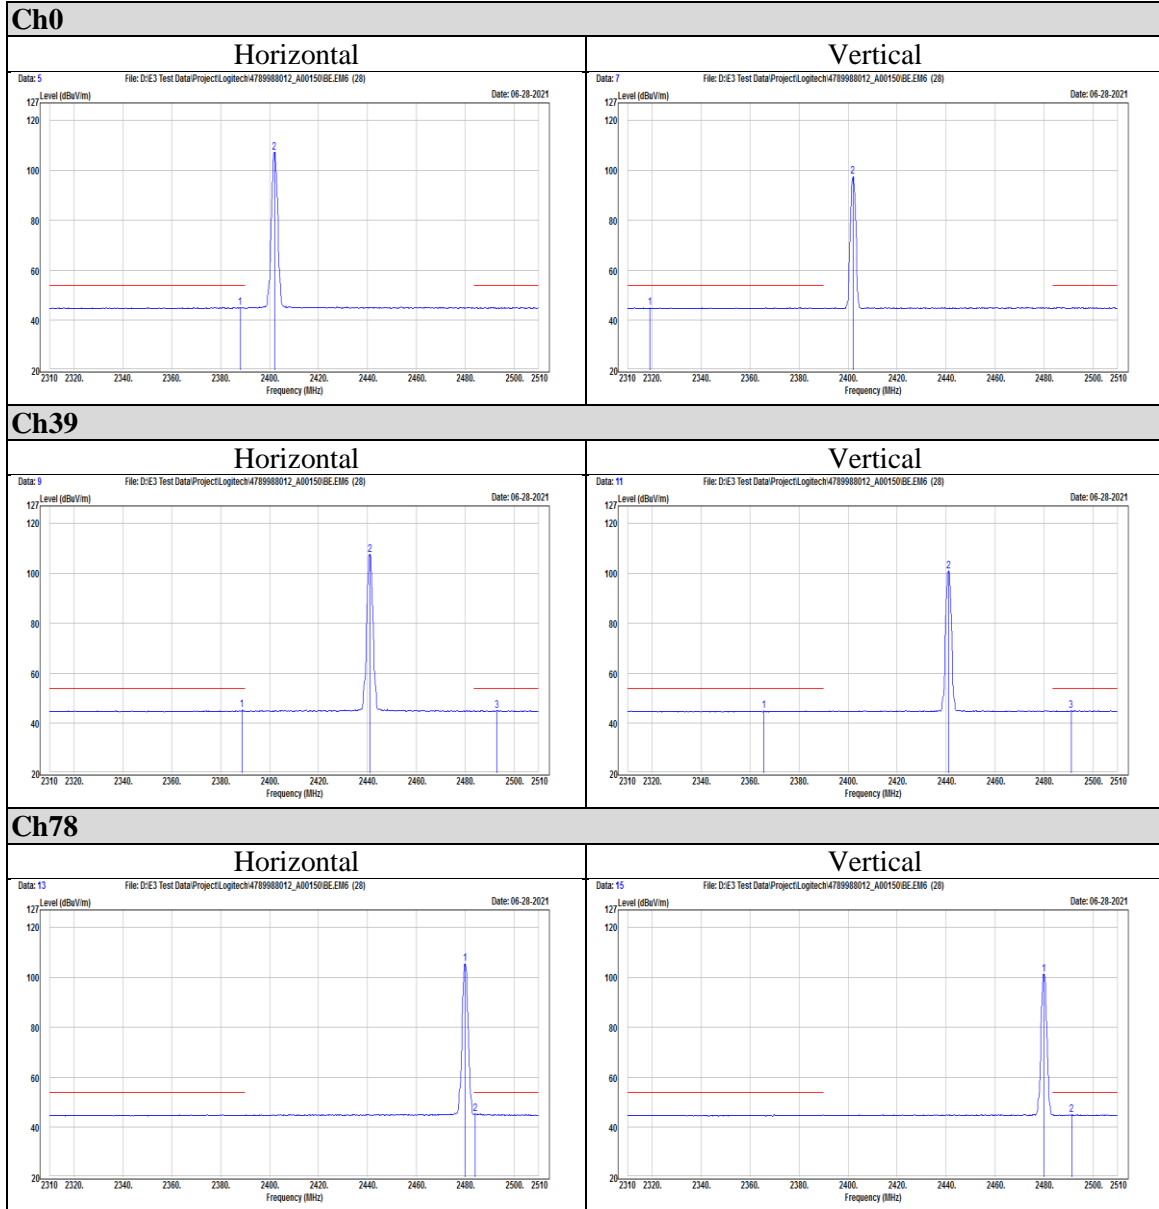 Ch0
Horizontal Vertical
Data: 5 File: D:\E3 Test Data\Project\Logitech\4789988012_A00150\BE.EM6 (28) Data: 7 File: D:\E3 Test Data\Project\Logitech\4789988012_A00150\BE.EM6 (28)
127 Level (dBuV/m) Date: 06-28-2021 127 Level (dBuV/m) Date: 06-28-2021
120 120
2
100 100 2
80 80
60 60
1 1
40 40
20 20
2310 2320. 2340. 2360. 2380. 2400. 2420. 2440. 2460. 2480. 2500. 2510 2310 2320. 2340. 2360. 2380. 2400. 2420. 2440. 2460. 2480. 2500. 2510
Frequency (MHz) Frequency (MHz)
Ch39
Horizontal Vertical
Data: 9 File: D:\E3 Test Data\Project\Logitech\4789988012_A00150\BE.EM6 (28) Data: 11 File: D:\E3 Test Data\Project\Logitech\4789988012_A00150\BE.EM6 (28)
127 Level (dBuV/m) Date: 06-28-2021 127 Level (dBuV/m) Date: 06-28-2021
120 120
2 2
100 100
80 80
60 60
1 3 1 3
40 40
20 20
2310 2320. 2340. 2360. 2380. 2400. 2420. 2440. 2460. 2480. 2500. 2510 2310 2320. 2340. 2360. 2380. 2400. 2420. 2440. 2460. 2480. 2500. 2510
Frequency (MHz) Frequency (MHz)
Ch78
Horizontal Vertical
Data: 13 File: D:\E3 Test Data\Project\Logitech\4789988012_A00150\BE.EM6 (28) Data: 15 File: D:\E3 Test Data\Project\Logitech\4789988012_A00150\BE.EM6 (28)
127 Level (dBuV/m) Date: 06-28-2021 127 Level (dBuV/m) Date: 06-28-2021
120 120
1 1
100 100
80 80
60 60
2 2
40 40
20 20
2310 2320. 2340. 2360. 2380. 2400. 2420. 2440. 2460. 2480. 2500. 2510 2310 2320. 2340. 2360. 2380. 2400. 2420. 2440. 2460. 2480. 2500. 2510
Frequency (MHz) Frequency (MHz)